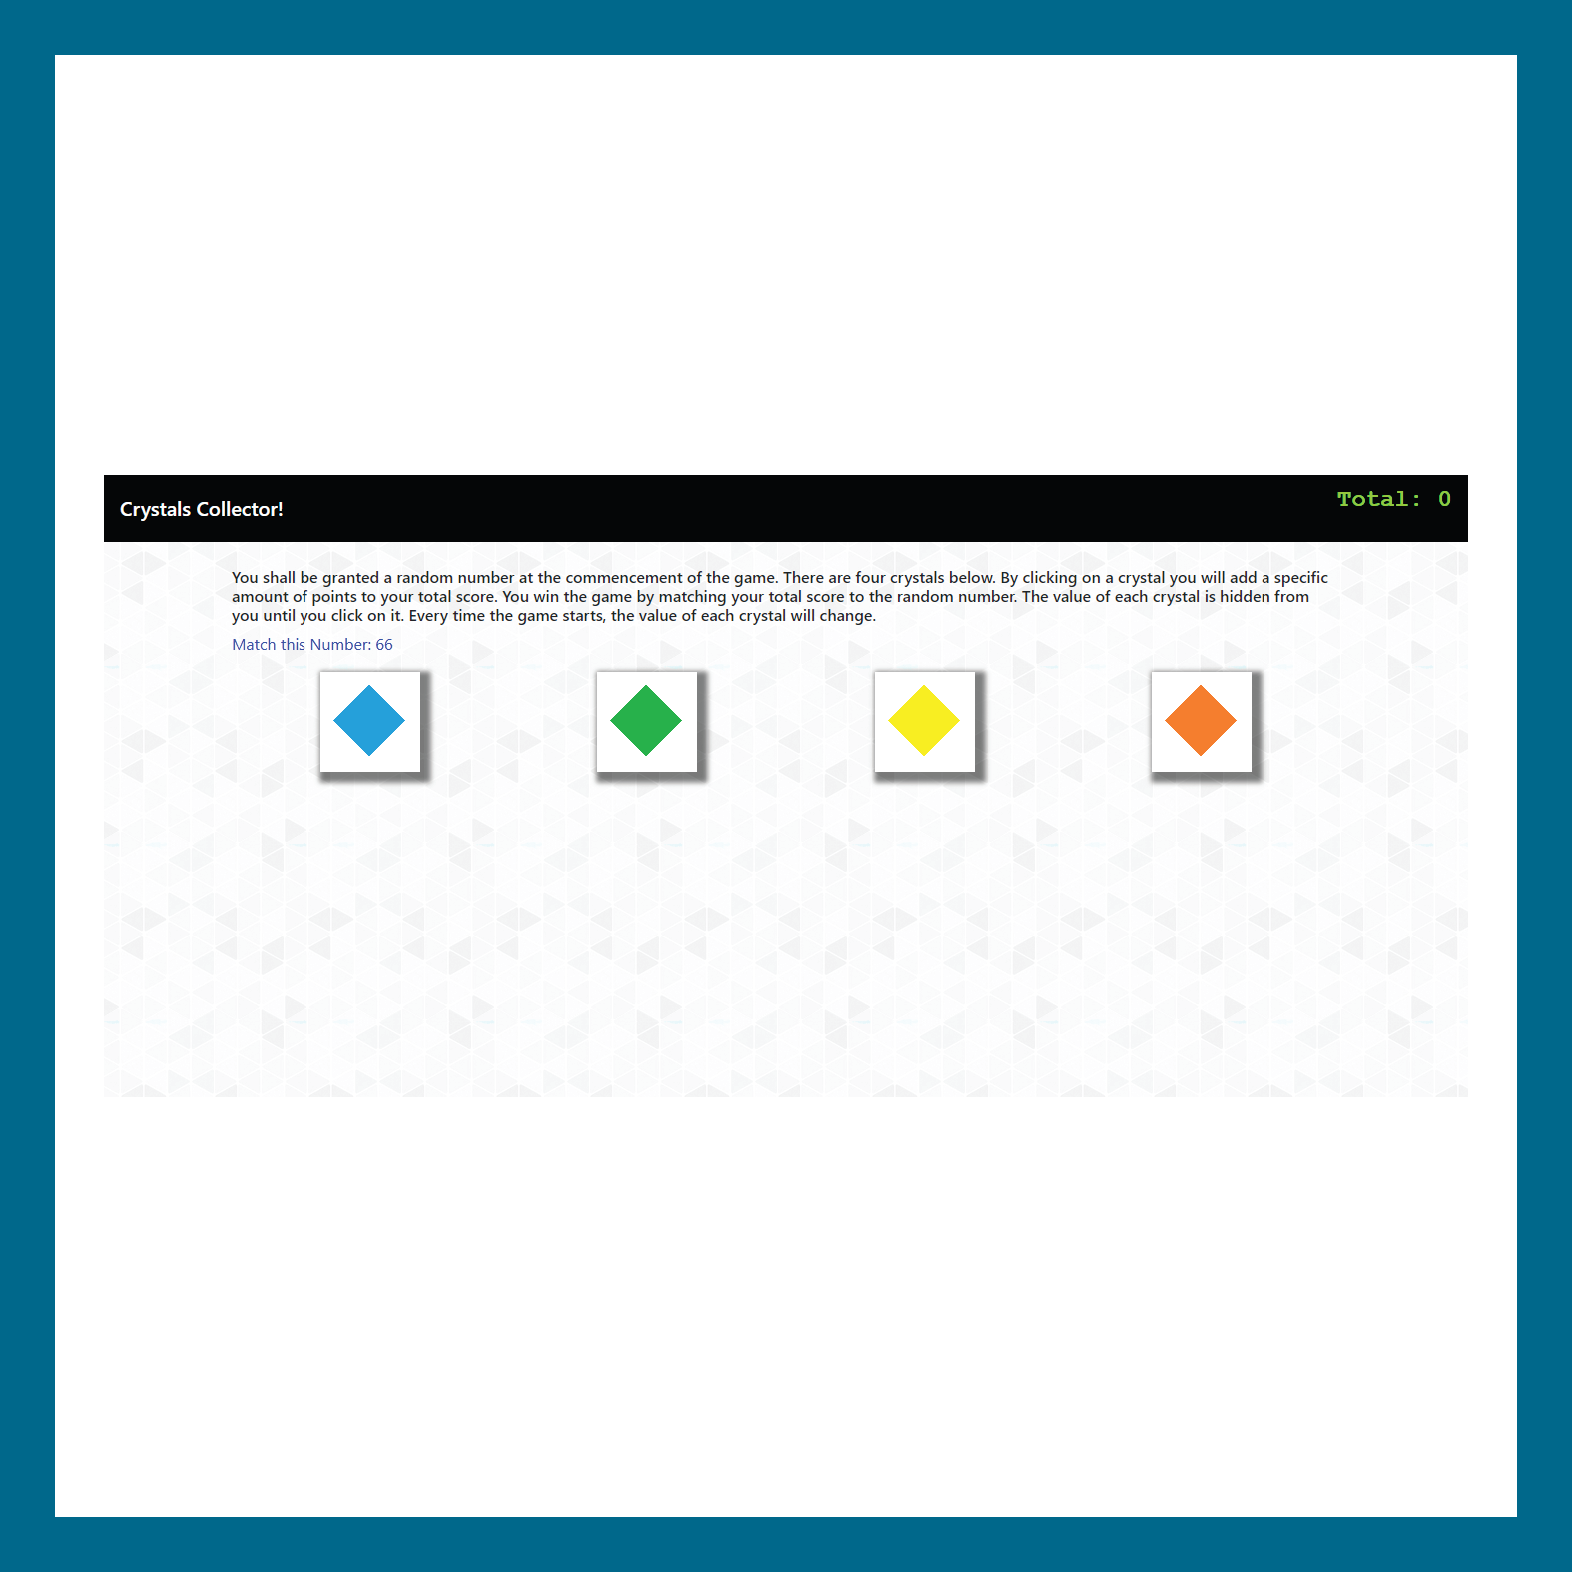 Crystals Collector!
Total: 0
You shall be granted a random number at the commencement of the game. There are four crystals below. By clicking on a crystal you will add a specific
amount of points to your total score. You win the game by matching your total score to the random number. The value of each crystal is hidden from
you until you click on it. Every time the game starts, the value of each crystal will change.
Match this Number: 66